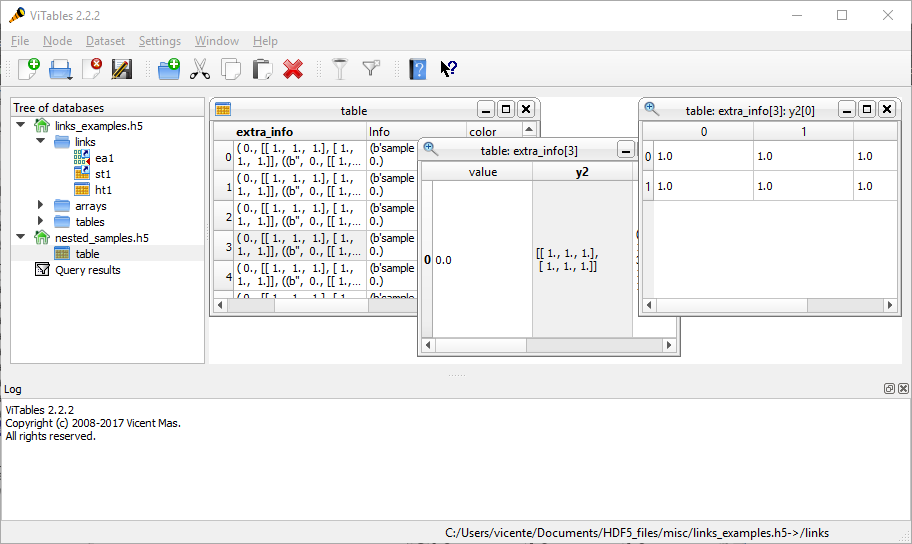 ViTables 2.2.2
File Node Dataset Settings Window Help
Tree of databases
links_examples.h5
links
ea1
st1
ht1
arrays
tables
nested_samples.h5
table
Query results
table
extra_info Info color
0 ( 0., [[ 1., 1., 1.], [ 1., (b'sample
1., 1.]], ((b'', 0., [[ 1.,... 0.)
1 ( 0., [[ 1., 1., 1.], [ 1., (b'sample
1., 1.]], ((b'', 0., [[ 1.,... 0.)
2 ( 0., [[ 1., 1., 1.], [ 1., (b'sample
1., 1.]], ((b'', 0., [[ 1.,... 0.)
3 ( 0., [[ 1., 1., 1.], [ 1., (b'sample
1., 1.]], ((b'', 0., [[ 1.,... 0.)
4 ( 0., [[ 1., 1., 1.], [ 1., (b'sample
1., 1.]], ((b'', 0., [[ 1.,... 0.)
table: extra_info[3]
value y2
0 0.0 [[ 1., 1., 1.],
[ 1., 1., 1.]]
table: extra_info[3]: y2[0]
0 1
0 1.0 1.0 1.0
1 1.0 1.0 1.0
Log
ViTables 2.2.2
Copyright (c) 2008-2017 Vicent Mas.
All rights reserved.
C:/Users/vicente/Documents/HDF5_files/misc/links_examples.h5->/links